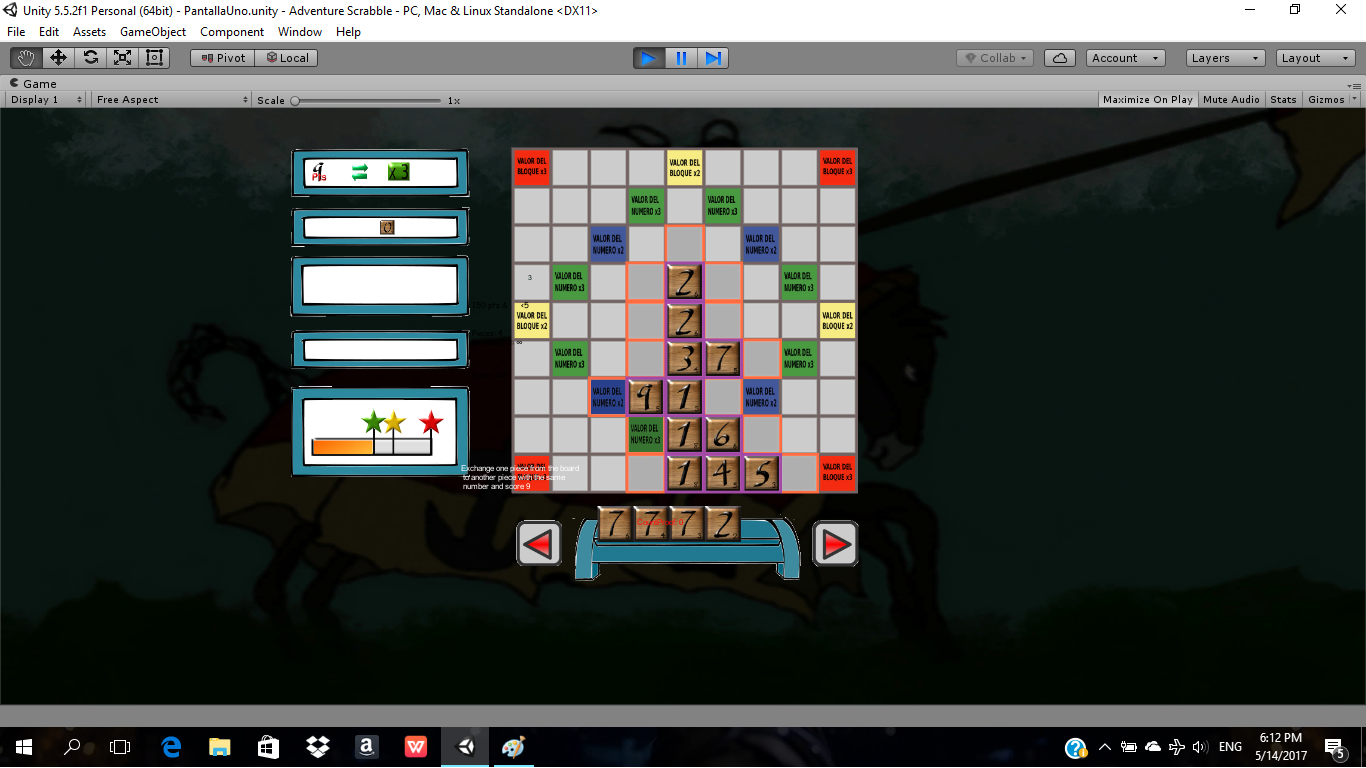 Unity 5.5.2f1 Personal (64bit) - PantallaUno.unity - Adventure Scrabble - PC, Mac & Linux Standalone <DX11>
File Edit Assets GameObject Component Window Help
Pivot Local Collab Account Layers Layout
Game
Display 1 Free Aspect Scale 1x Maximize On Play Mute Audio Stats Gizmos
9 Pts x3
0
VALOR DEL BLOQUE x3
VALOR DEL BLOQUE x2
VALOR DEL BLOQUE x3
VALOR DEL NUMERO x3
VALOR DEL NUMERO x3
VALOR DEL NUMERO x2
VALOR DEL NUMERO x2
3
VALOR DEL NUMERO x3
2
VALOR DEL NUMERO x3
<5
VALOR DEL BLOQUE x2
2
VALOR DEL BLOQUE x2
∞
VALOR DEL NUMERO x3
3 7
VALOR DEL NUMERO x3
VALOR DEL NUMERO x2
9 1
VALOR DEL NUMERO x2
VALOR DEL NUMERO x3
1 6
1 4 5
VALOR DEL BLOQUE x3
Exchange one piece from the board
to another piece with the same
number and score 9
7 7 7 2
ENG
6:12 PM
5/14/2017
5